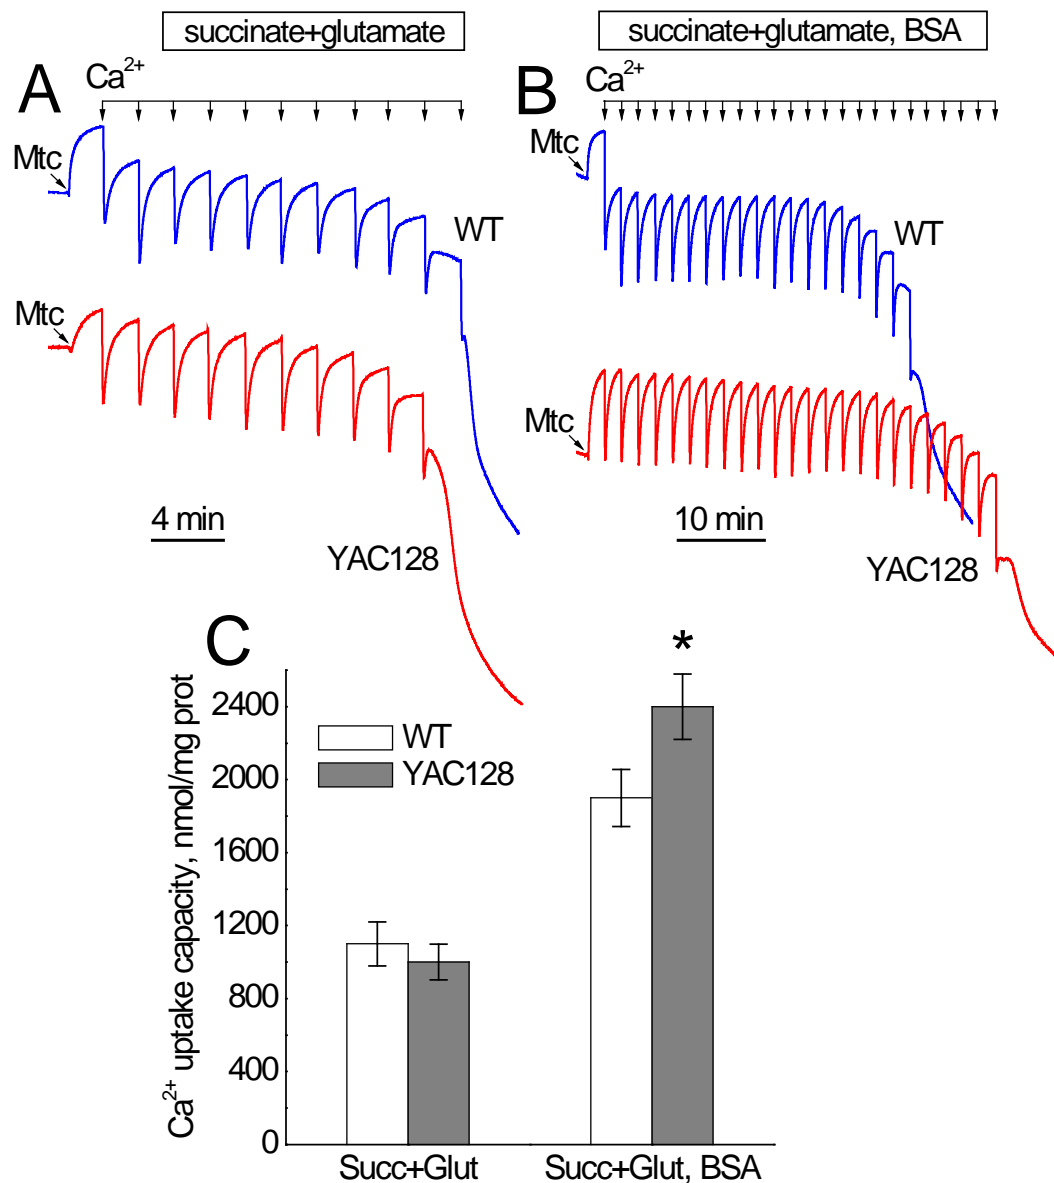 succinate+glutamate
succinate+glutamate, BSA
A
Ca²⁺
Mtc
WT
Mtc
4 min
YAC128
B
Ca²⁺
Mtc
WT
Mtc
10 min
YAC128
C
*
Ca²⁺ uptake capacity, nmol/mg prot
2400
2000
1600
1200
800
400
0
WT
YAC128
Succ+Glut
Succ+Glut, BSA